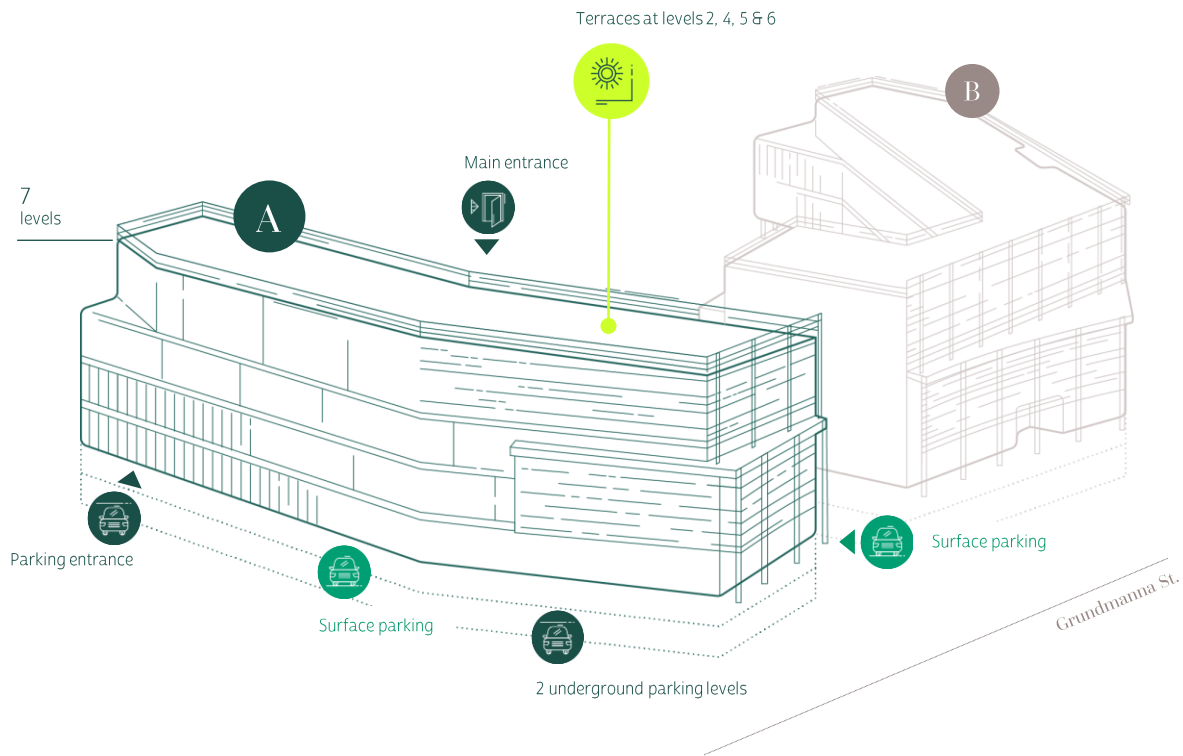 Terraces at levels 2, 4, 5 & 6
B
Main entrance
7
levels
A
Parking entrance
Surface parking
Surface parking
2 underground parking levels
Grundmanna St.